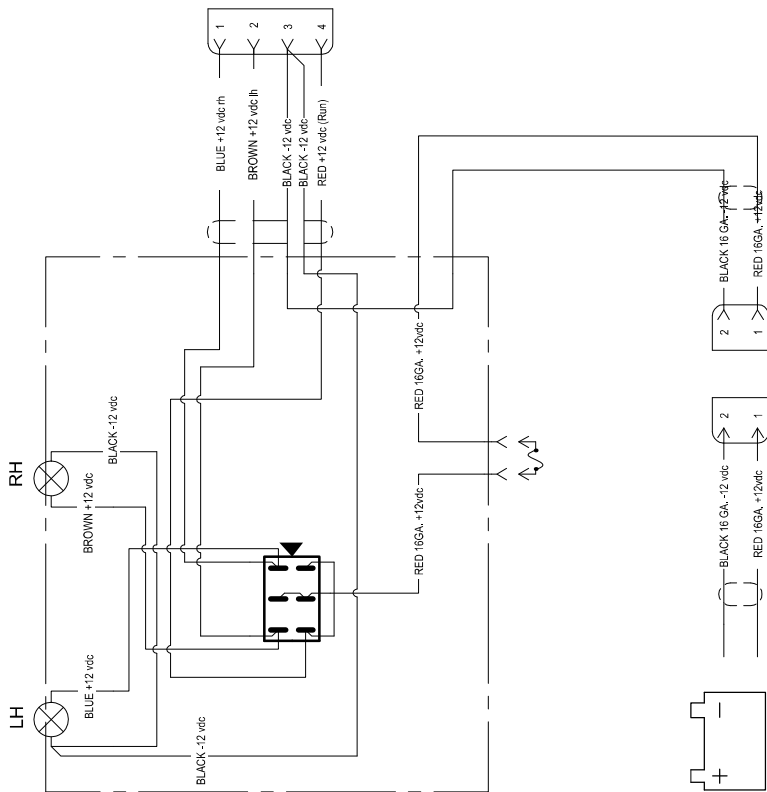 1
2
3
4
BLUE +12 vdc rh
BROWN +12 vdc lh
BLACK -12 vdc
BLACK -12 vdc
RED +12 vdc (Run)
RH
BLACK -12 vdc
BROWN +12 vdc
LH
BLUE +12 vdc
BLACK -12 vdc
RED 16GA. +12vdc
RED 16GA. +12vdc
BLACK 16 GA. -12 vdc
RED 16GA. +12vdc
2
1
2
1
BLACK 16 GA. -12 vdc
RED 16GA. +12vdc
+ -